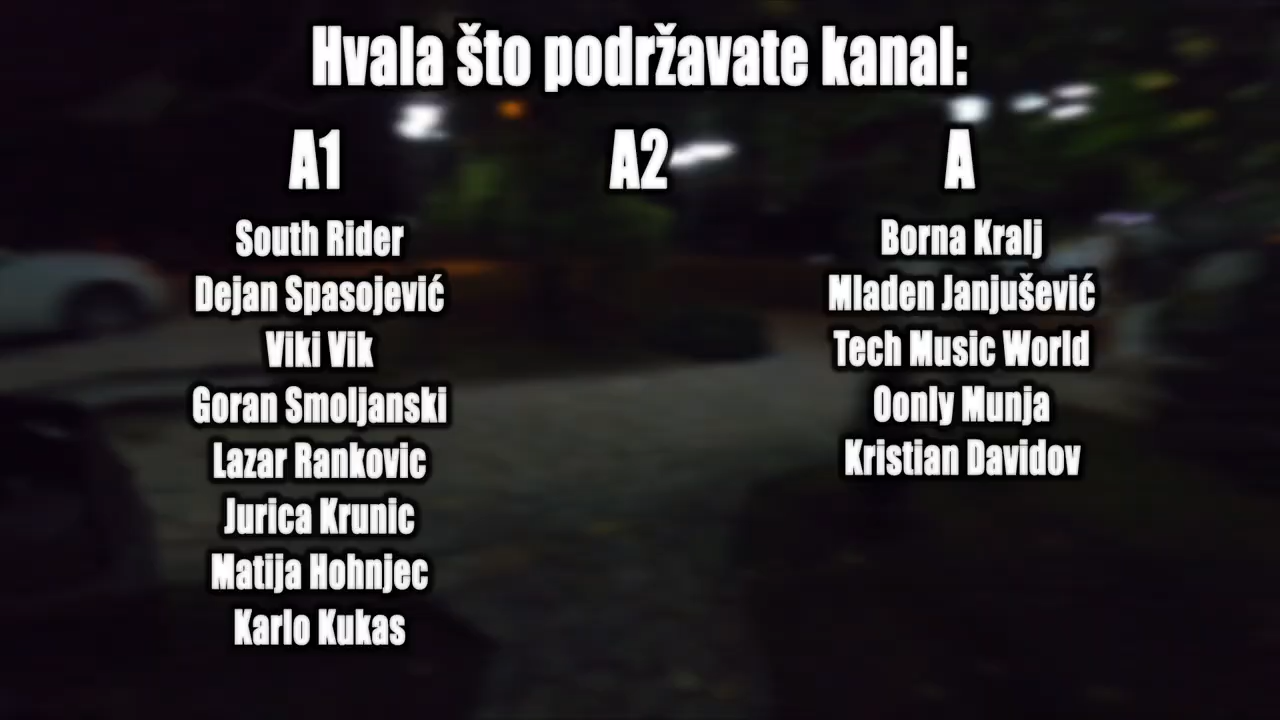 Hvala što podržavate kanal:
A1
South Rider
Dejan Spasojević
Viki Vik
Goran Smoljanski
Lazar Rankovic
Jurica Krunic
Matija Hohnjec
Karlo Kukas
A2
A
Borna Kralj
Mladen Janjušević
Tech Music World
Oonly Munja
Kristian Davidov